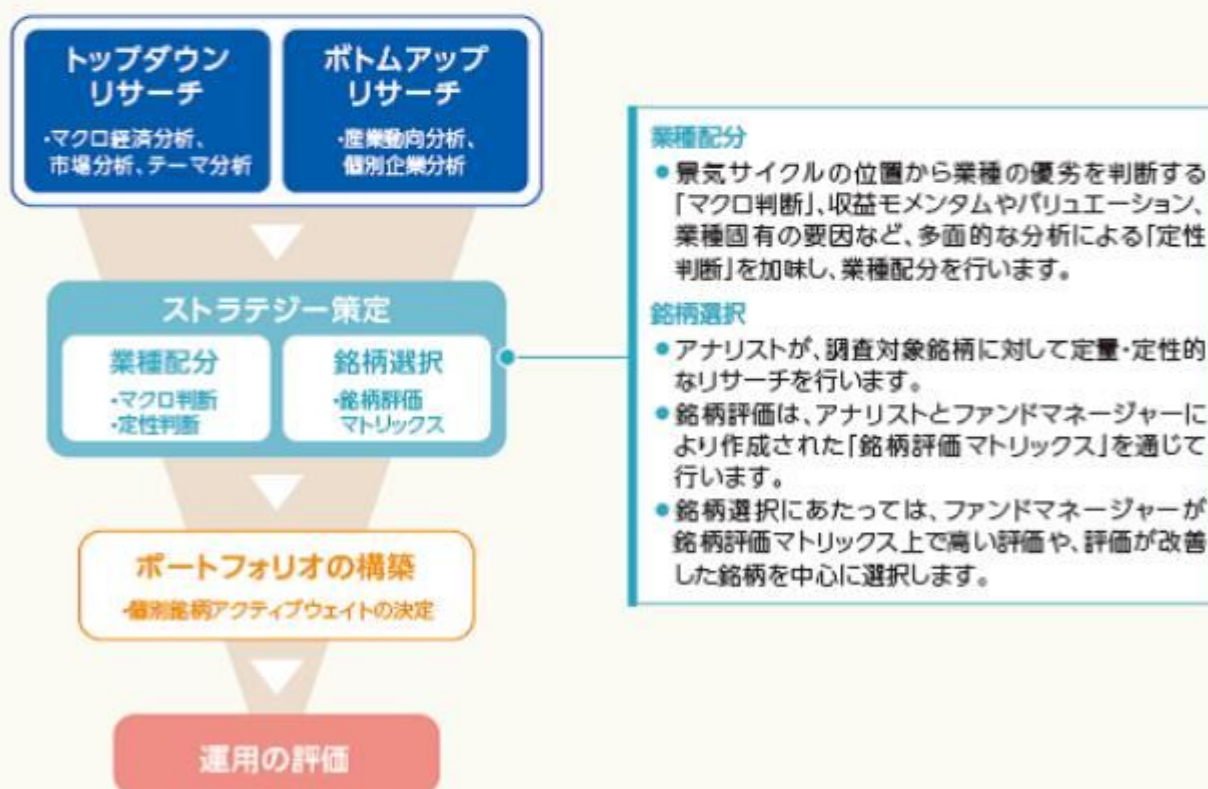 トップダウン
リサーチ
・マクロ経済分析、
市場分析、テーマ分析
ボトムアップ
リサーチ
・産業動向分析、
個別企業分析
ストラテジー策定
業種配分
・マクロ判断
・定性判断
銘柄選択
・銘柄評価
マトリックス
ポートフォリオの構築
・個別銘柄アクティブウェイトの決定
運用の評価
業種配分
●景気サイクルの位置から業種の優劣を判断する
「マクロ判断」、収益モメンタムやバリュエーション、
業種固有の要因など、多面的な分析による「定性
判断」を加味し、業種配分を行います。
銘柄選択
●アナリストが、調査対象銘柄に対して定量・定性的
なリサーチを行います。
●銘柄評価は、アナリストとファンドマネージャーに
より作成された「銘柄評価マトリックス」を通じて
行います。
●銘柄選択にあたっては、ファンドマネージャーが
銘柄評価マトリックス上で高い評価や、評価が改善
した銘柄を中心に選択します。